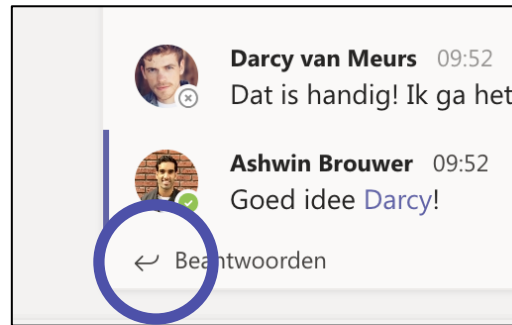 Darcy van Meurs 09:52
Dat is handig! Ik ga het
Ashwin Brouwer 09:52
Goed idee Darcy!
Beantwoorden